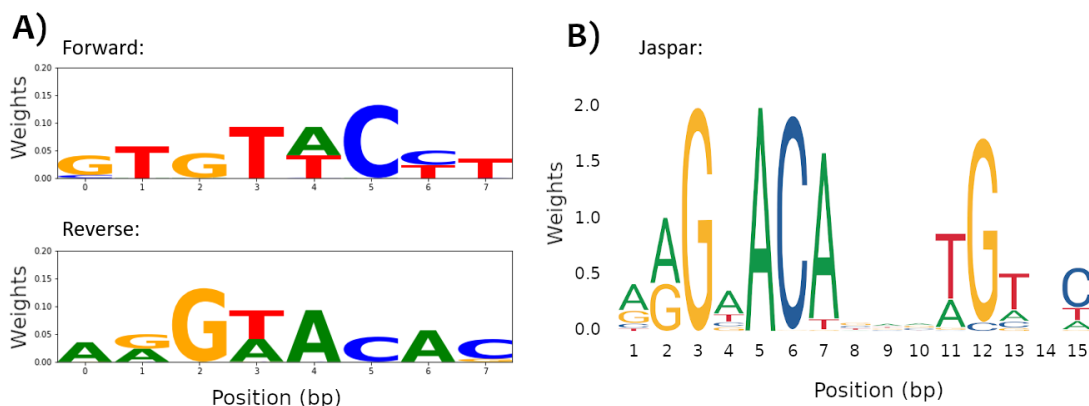 A)
Forward:
Weights
0.20
0.15
0.10
0.05
0.00
G T G T A C C T
C T T
0 1 2 3 4 5 6 7
Reverse:
Weights
0.20
0.15
0.10
0.05
0.00
A G G T A C A C
A A
0 1 2 3 4 5 6 7
Position (bp)
B)
Jaspar:
Weights
2.0
1.5
1.0
0.5
0.0
A A G A A C A T G T C
G G T T A C A T
C C C A
1 2 3 4 5 6 7 8 9 10 11 12 13 14 15
Position (bp)